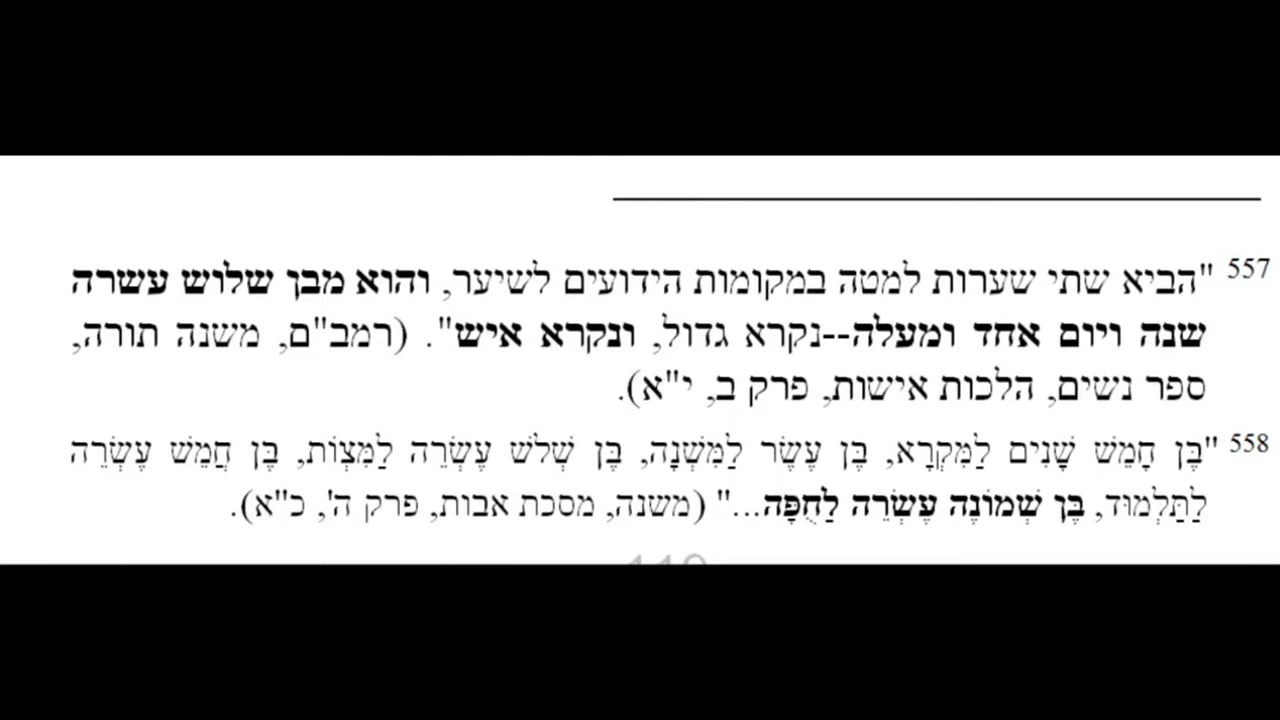 557 "הביא שתי שערות למטה במקומות הידועים לשיער, והוא מבן שלוש עשרה
שנה ויום אחד ומעלה--נקרא גדול, ונקרא איש". (רמב"ם, משנה תורה,
ספר נשים, הלכות אישות, פרק ב, י"א).
558 "בֶּן חָמֵשׁ שָׁנִים לַמִּקְרָא, בֶּן עֶשֶׂר לַמִּשְׁנָה, בֶּן שְׁלֹשׁ עֶשְׂרֵה לַמִּצְוֹת, בֶּן חֲמֵשׁ עֶשְׂרֵה
לַתַּלְמוּד, בֶּן שְׁמוֹנֶה עֶשְׂרֵה לַחֻפָּה..." (משנה, מסכת אבות, פרק ה', כ"א).